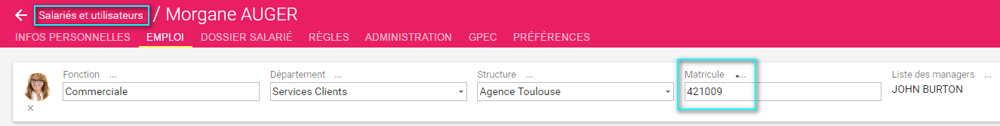 ← Salariés et utilisateurs / Morgane AUGER
INFOS PERSONNELLES EMPLOI DOSSIER SALARIÉ RÈGLES ADMINISTRATION GPEC PRÉFÉRENCES
Fonction ... Département ... Structure ... Matricule ... Liste des managers ...
Commerciale Services Clients Agence Toulouse 421009 JOHN BURTON